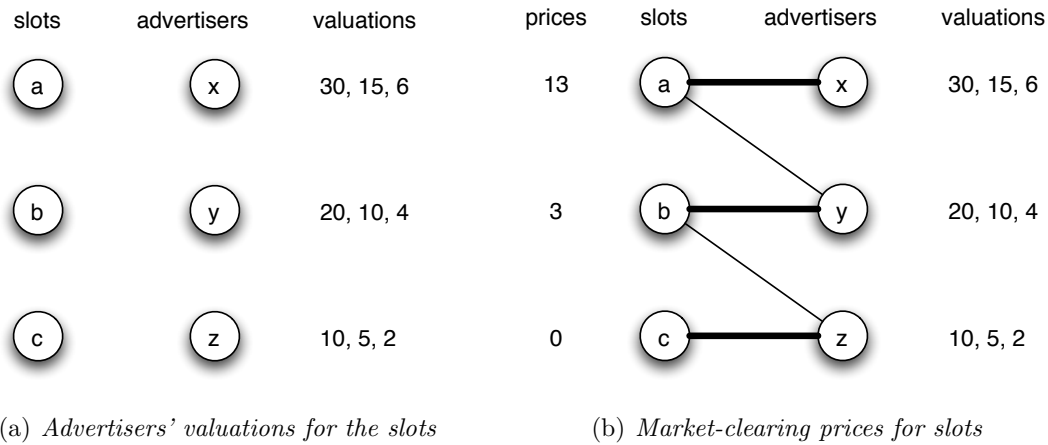 slots advertisers valuations
a x 30, 15, 6
b y 20, 10, 4
c z 10, 5, 2
(a) Advertisers' valuations for the slots
prices slots advertisers valuations
13 a x 30, 15, 6
3 b y 20, 10, 4
0 c z 10, 5, 2
(b) Market-clearing prices for slots